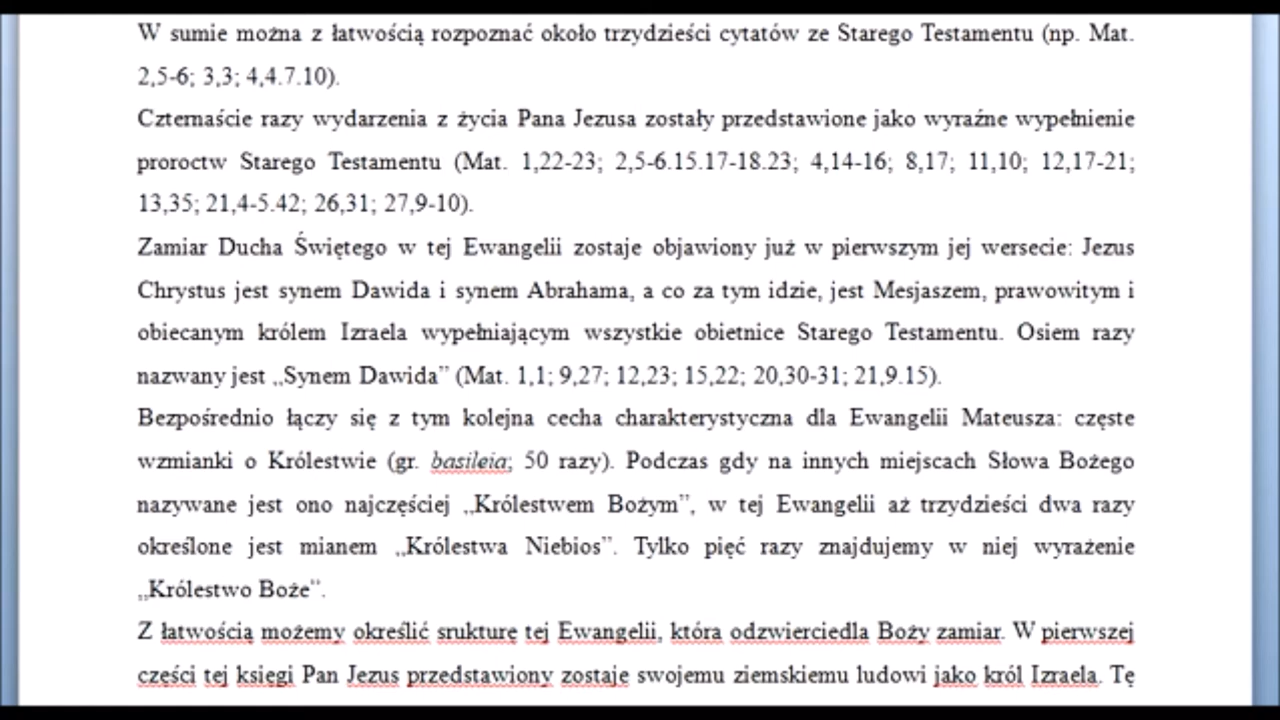 W sumie można z łatwością rozpoznać około trzydzieści cytatów ze Starego Testamentu (np. Mat.
2,5-6; 3,3; 4,4.7.10).
Czternaście razy wydarzenia z życia Pana Jezusa zostały przedstawione jako wyraźne wypełnienie
proroctw Starego Testamentu (Mat. 1,22-23; 2,5-6.15.17-18.23; 4,14-16; 8,17; 11,10; 12,17-21;
13,35; 21,4-5.42; 26,31; 27,9-10).
Zamiar Ducha Świętego w tej Ewangelii zostaje objawiony już w pierwszym jej wersecie: Jezus
Chrystus jest synem Dawida i synem Abrahama, a co za tym idzie, jest Mesjaszem, prawowitym i
obiecanym królem Izraela wypełniającym wszystkie obietnice Starego Testamentu. Osiem razy
nazwany jest „Synem Dawida” (Mat. 1,1; 9,27; 12,23; 15,22; 20,30-31; 21,9.15).
Bezpośrednio łączy się z tym kolejna cecha charakterystyczna dla Ewangelii Mateusza: częste
wzmianki o Królestwie (gr. basileia; 50 razy). Podczas gdy na innych miejscach Słowa Bożego
nazywane jest ono najczęściej „Królestwem Bożym”, w tej Ewangelii aż trzydzieści dwa razy
określone jest mianem „Królestwa Niebios”. Tylko pięć razy znajdujemy w niej wyrażenie
„Królestwo Boże”.
Z łatwością możemy określić srukturę tej Ewangelii, która odzwierciedla Boży zamiar. W pierwszej
części tej księgi Pan Jezus przedstawiony zostaje swojemu ziemskiemu ludowi jako król Izraela. Tę